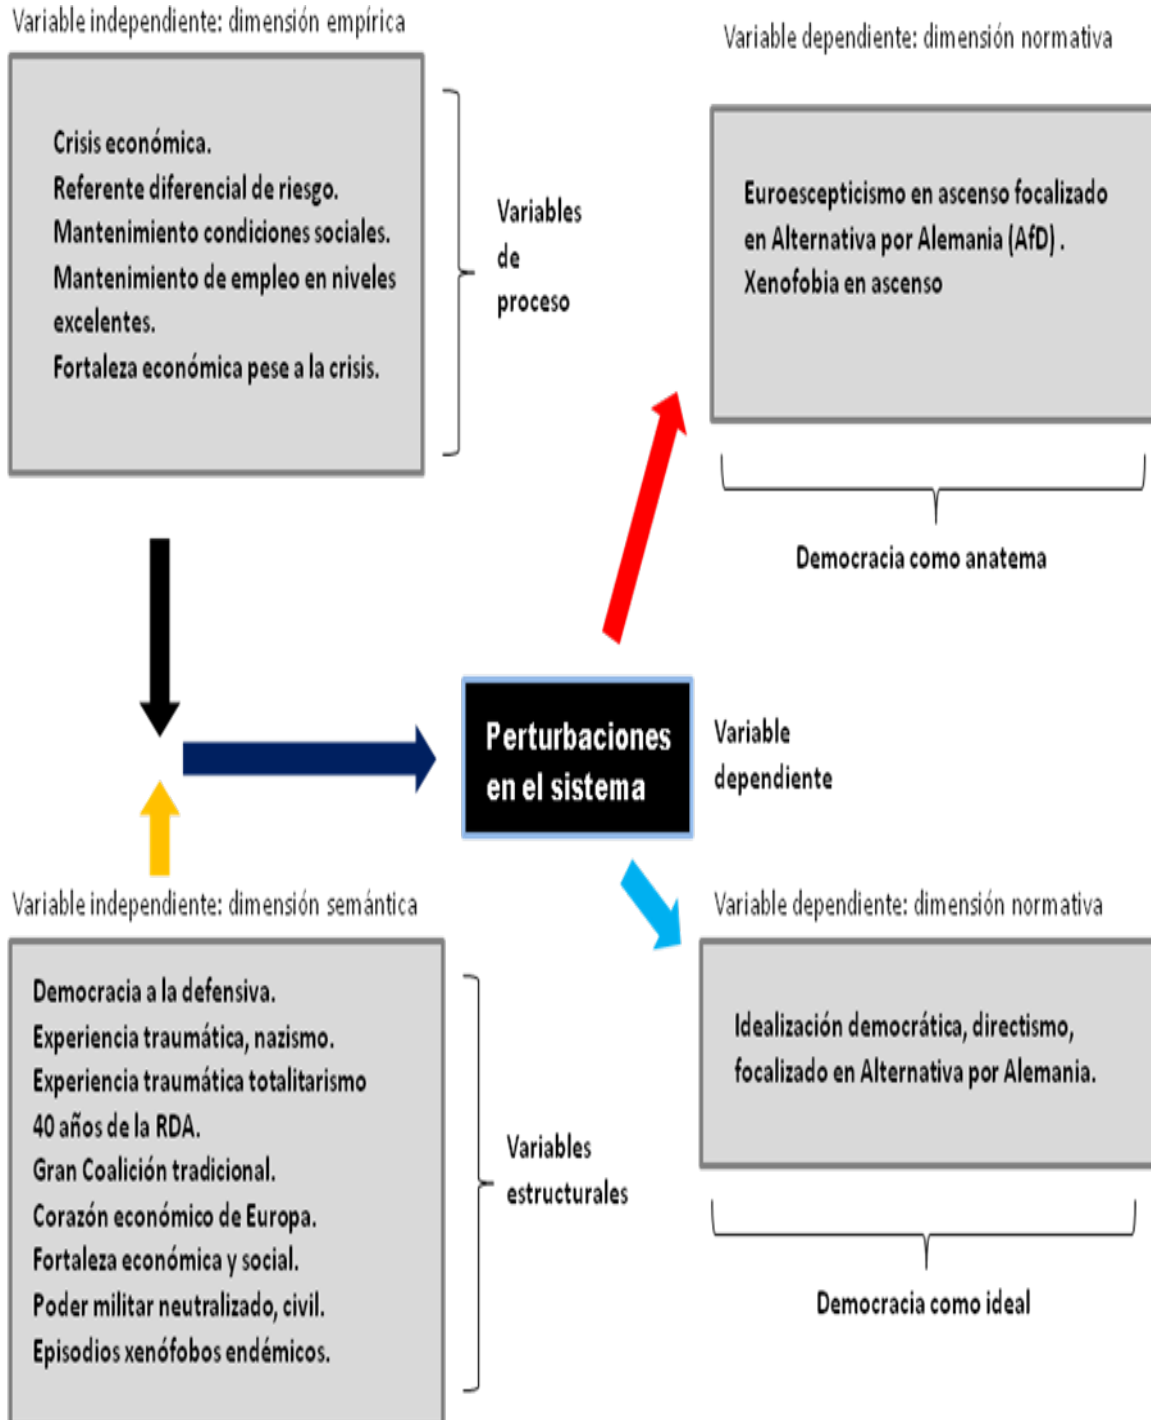 Variable independiente: dimensión empírica
Crisis económica.
Referente diferencial de riesgo.
Mantenimiento condiciones sociales.
Mantenimiento de empleo en niveles
excelentes.
Fortaleza económica pese a la crisis.
Variables
de
proceso
Variable dependiente: dimensión normativa
Euroescepticismo en ascenso focalizado
en Alternativa por Alemania (AfD) .
Xenofobia en ascenso
Democracia como anatema
Perturbaciones
en el sistema
Variable
dependiente
Variable independiente: dimensión semántica
Democracia a la defensiva.
Experiencia traumática, nazismo.
Experiencia traumática totalitarismo
40 años de la RDA.
Gran Coalición tradicional.
Corazón económico de Europa.
Fortaleza económica y social.
Poder militar neutralizado, civil.
Episodios xenófobos endémicos.
Variables
estructurales
Variable dependiente: dimensión normativa
Idealización democrática, directismo,
focalizado en Alternativa por Alemania.
Democracia como ideal